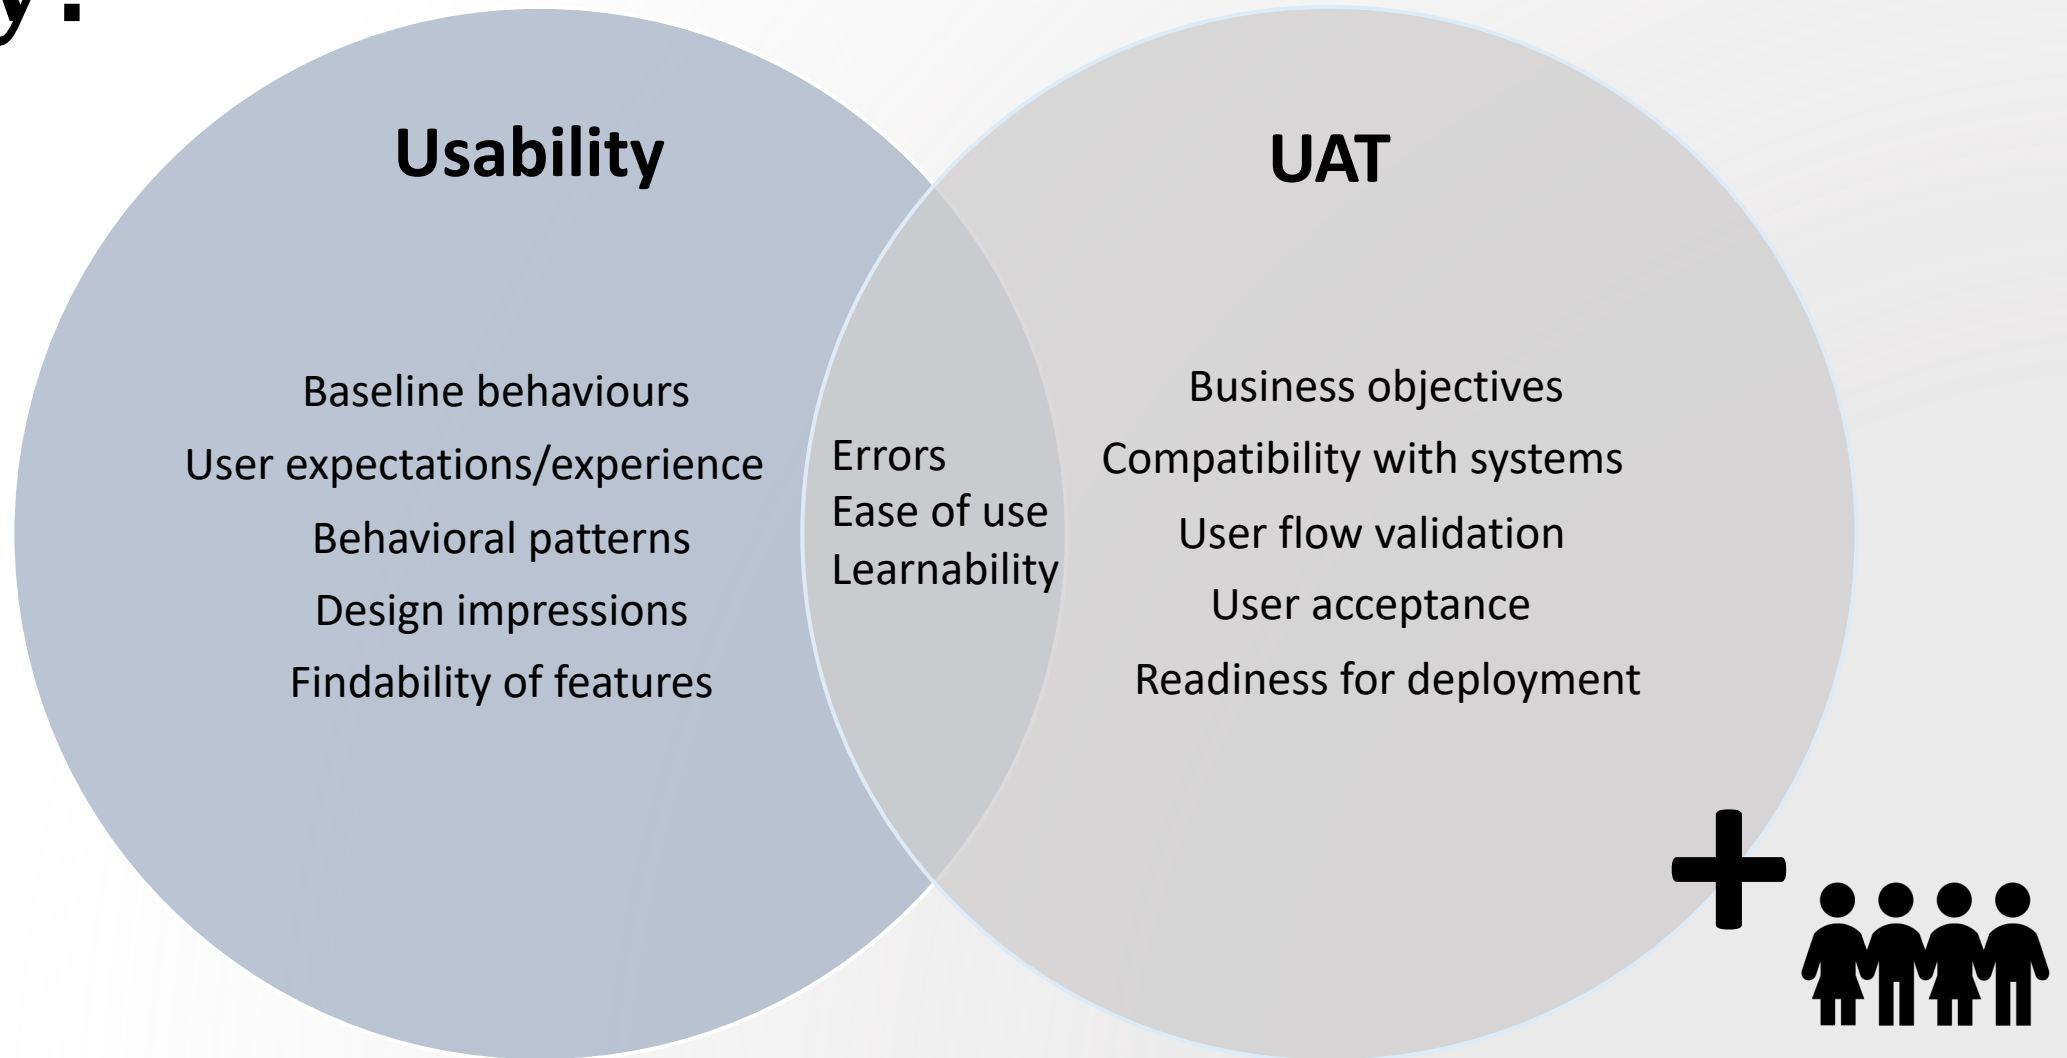 Usability
Baseline behaviours
User expectations/experience
Behavioral patterns
Design impressions
Findability of features
Errors
Ease of use
Learnability
UAT
Business objectives
Compatibility with systems
User flow validation
User acceptance
Readiness for deployment